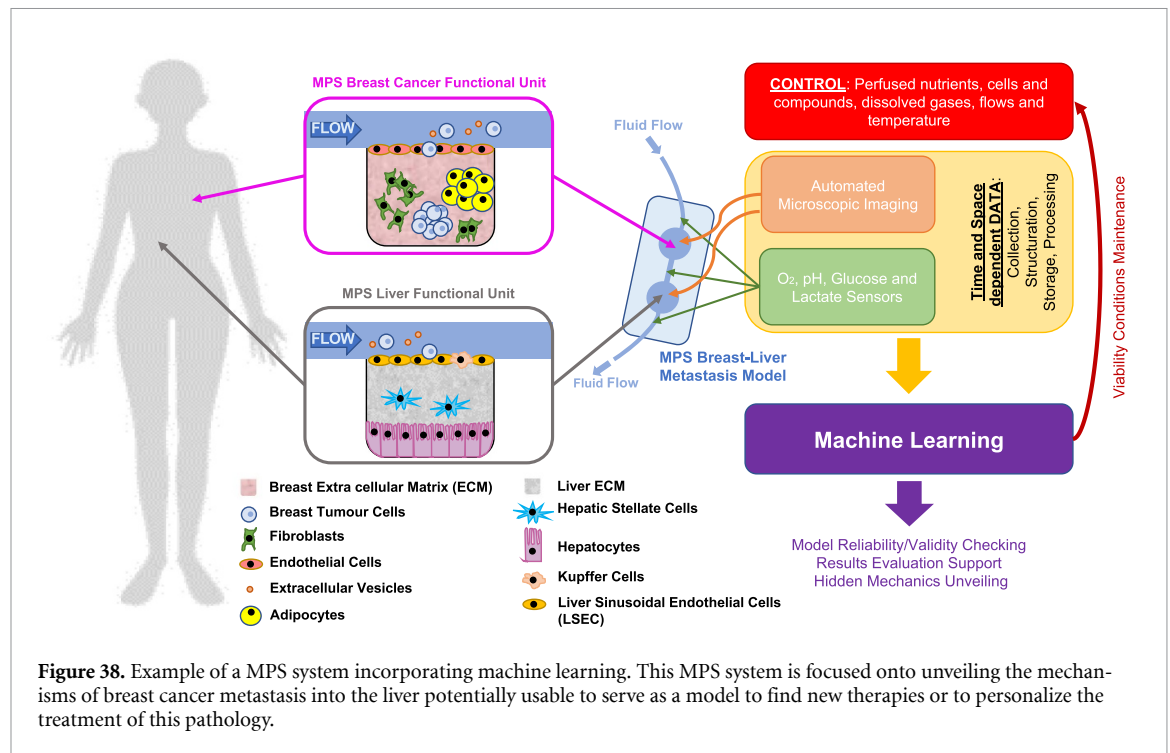 MPS Breast Cancer Functional Unit
FLOW
MPS Liver Functional Unit
FLOW
Fluid Flow
Fluid Flow
MPS Breast-Liver
Metastasis Model
CONTROL: Perfused nutrients, cells and
compounds, dissolved gases, flows and
temperature
Automated
Microscopic Imaging
O₂, pH, Glucose and
Lactate Sensors
Time and Space
dependent DATA:
Collection,
Structuration,
Storage, Processing
Viability Conditions Maintenance
Machine Learning
Model Reliability/Validity Checking
Results Evaluation Support
Hidden Mechanics Unveiling
Breast Extra cellular Matrix (ECM)
Breast Tumour Cells
Fibroblasts
Endothelial Cells
Extracellular Vesicles
Adipocytes
Liver ECM
Hepatic Stellate Cells
Hepatocytes
Kupffer Cells
Liver Sinusoidal Endothelial Cells
(LSEC)
Figure 38. Example of a MPS system incorporating machine learning. This MPS system is focused onto unveiling the mechan-
isms of breast cancer metastasis into the liver potentially usable to serve as a model to find new therapies or to personalize the
treatment of this pathology.